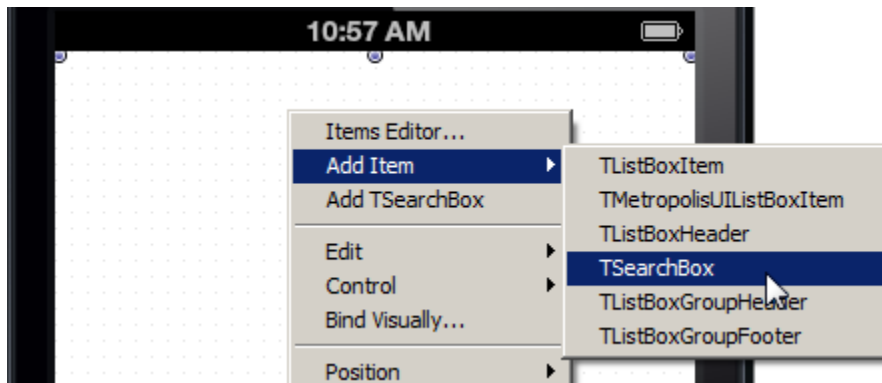 10:57 AM
Items Editor...
Add Item
Add TSearchBox
Edit
Control
Bind Visually...
Position
TListBoxItem
TMetropolisUIListBoxItem
TListBoxHeader
TSearchBox
TListBoxGroupHeader
TListBoxGroupFooter